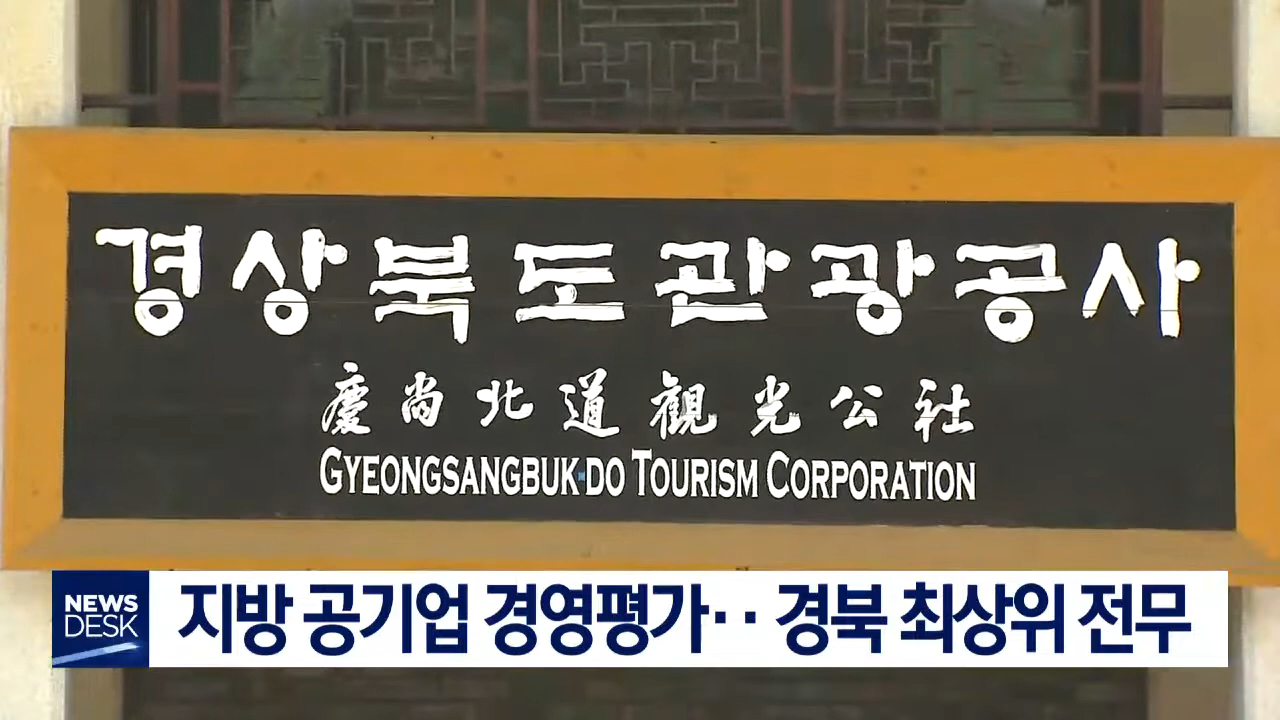 경상북도관광공사
慶尚北道觀光公社
GYEONGSANGBUK·DO TOURISM CORPORATION
NEWS
DESK
지방 공기업 경영평가‥ 경북 최상위 전무